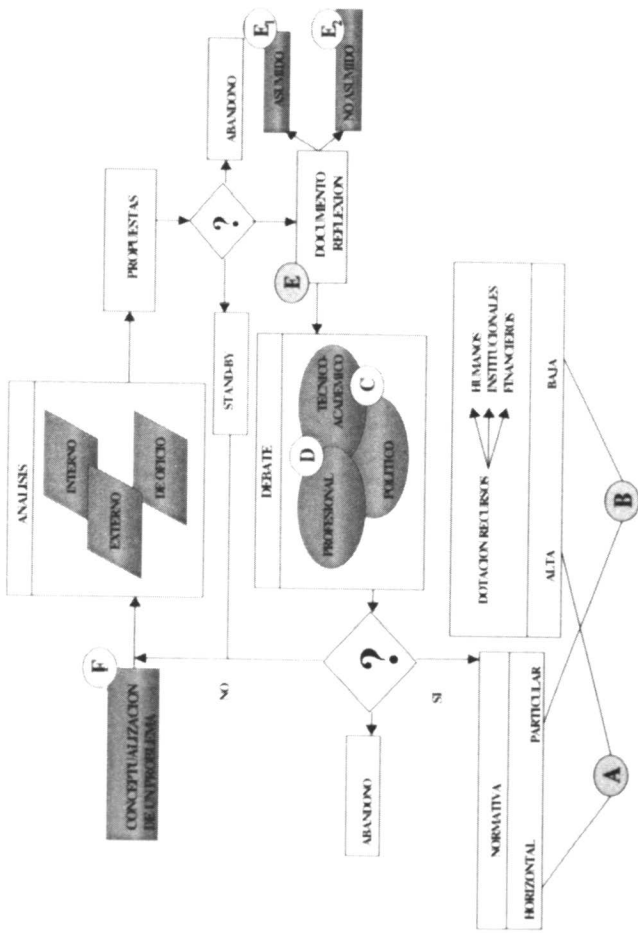 F
CONCEPTUALIZACION
DE UN PROBLEMA
ANALISIS
INTERNO
EXTERNO
DE OFICIO
PROPUESTAS
?
ABANDONO
STAND-BY
E
DOCUMENTO
REFLEXION
E1
ASUMIDO
E2
NO ASUMIDO
DEBATE
PROFESIONAL
D
TECNICO-
ACADEMICO
C
POLITICO
?
NO
ABANDONO
SI
NORMATIVA
HORIZONTAL
PARTICULAR
DOTACION RECURSOS
HUMANOS
INSTITUCIONALES
FINANCIEROS
ALTA
BAJA
A
B